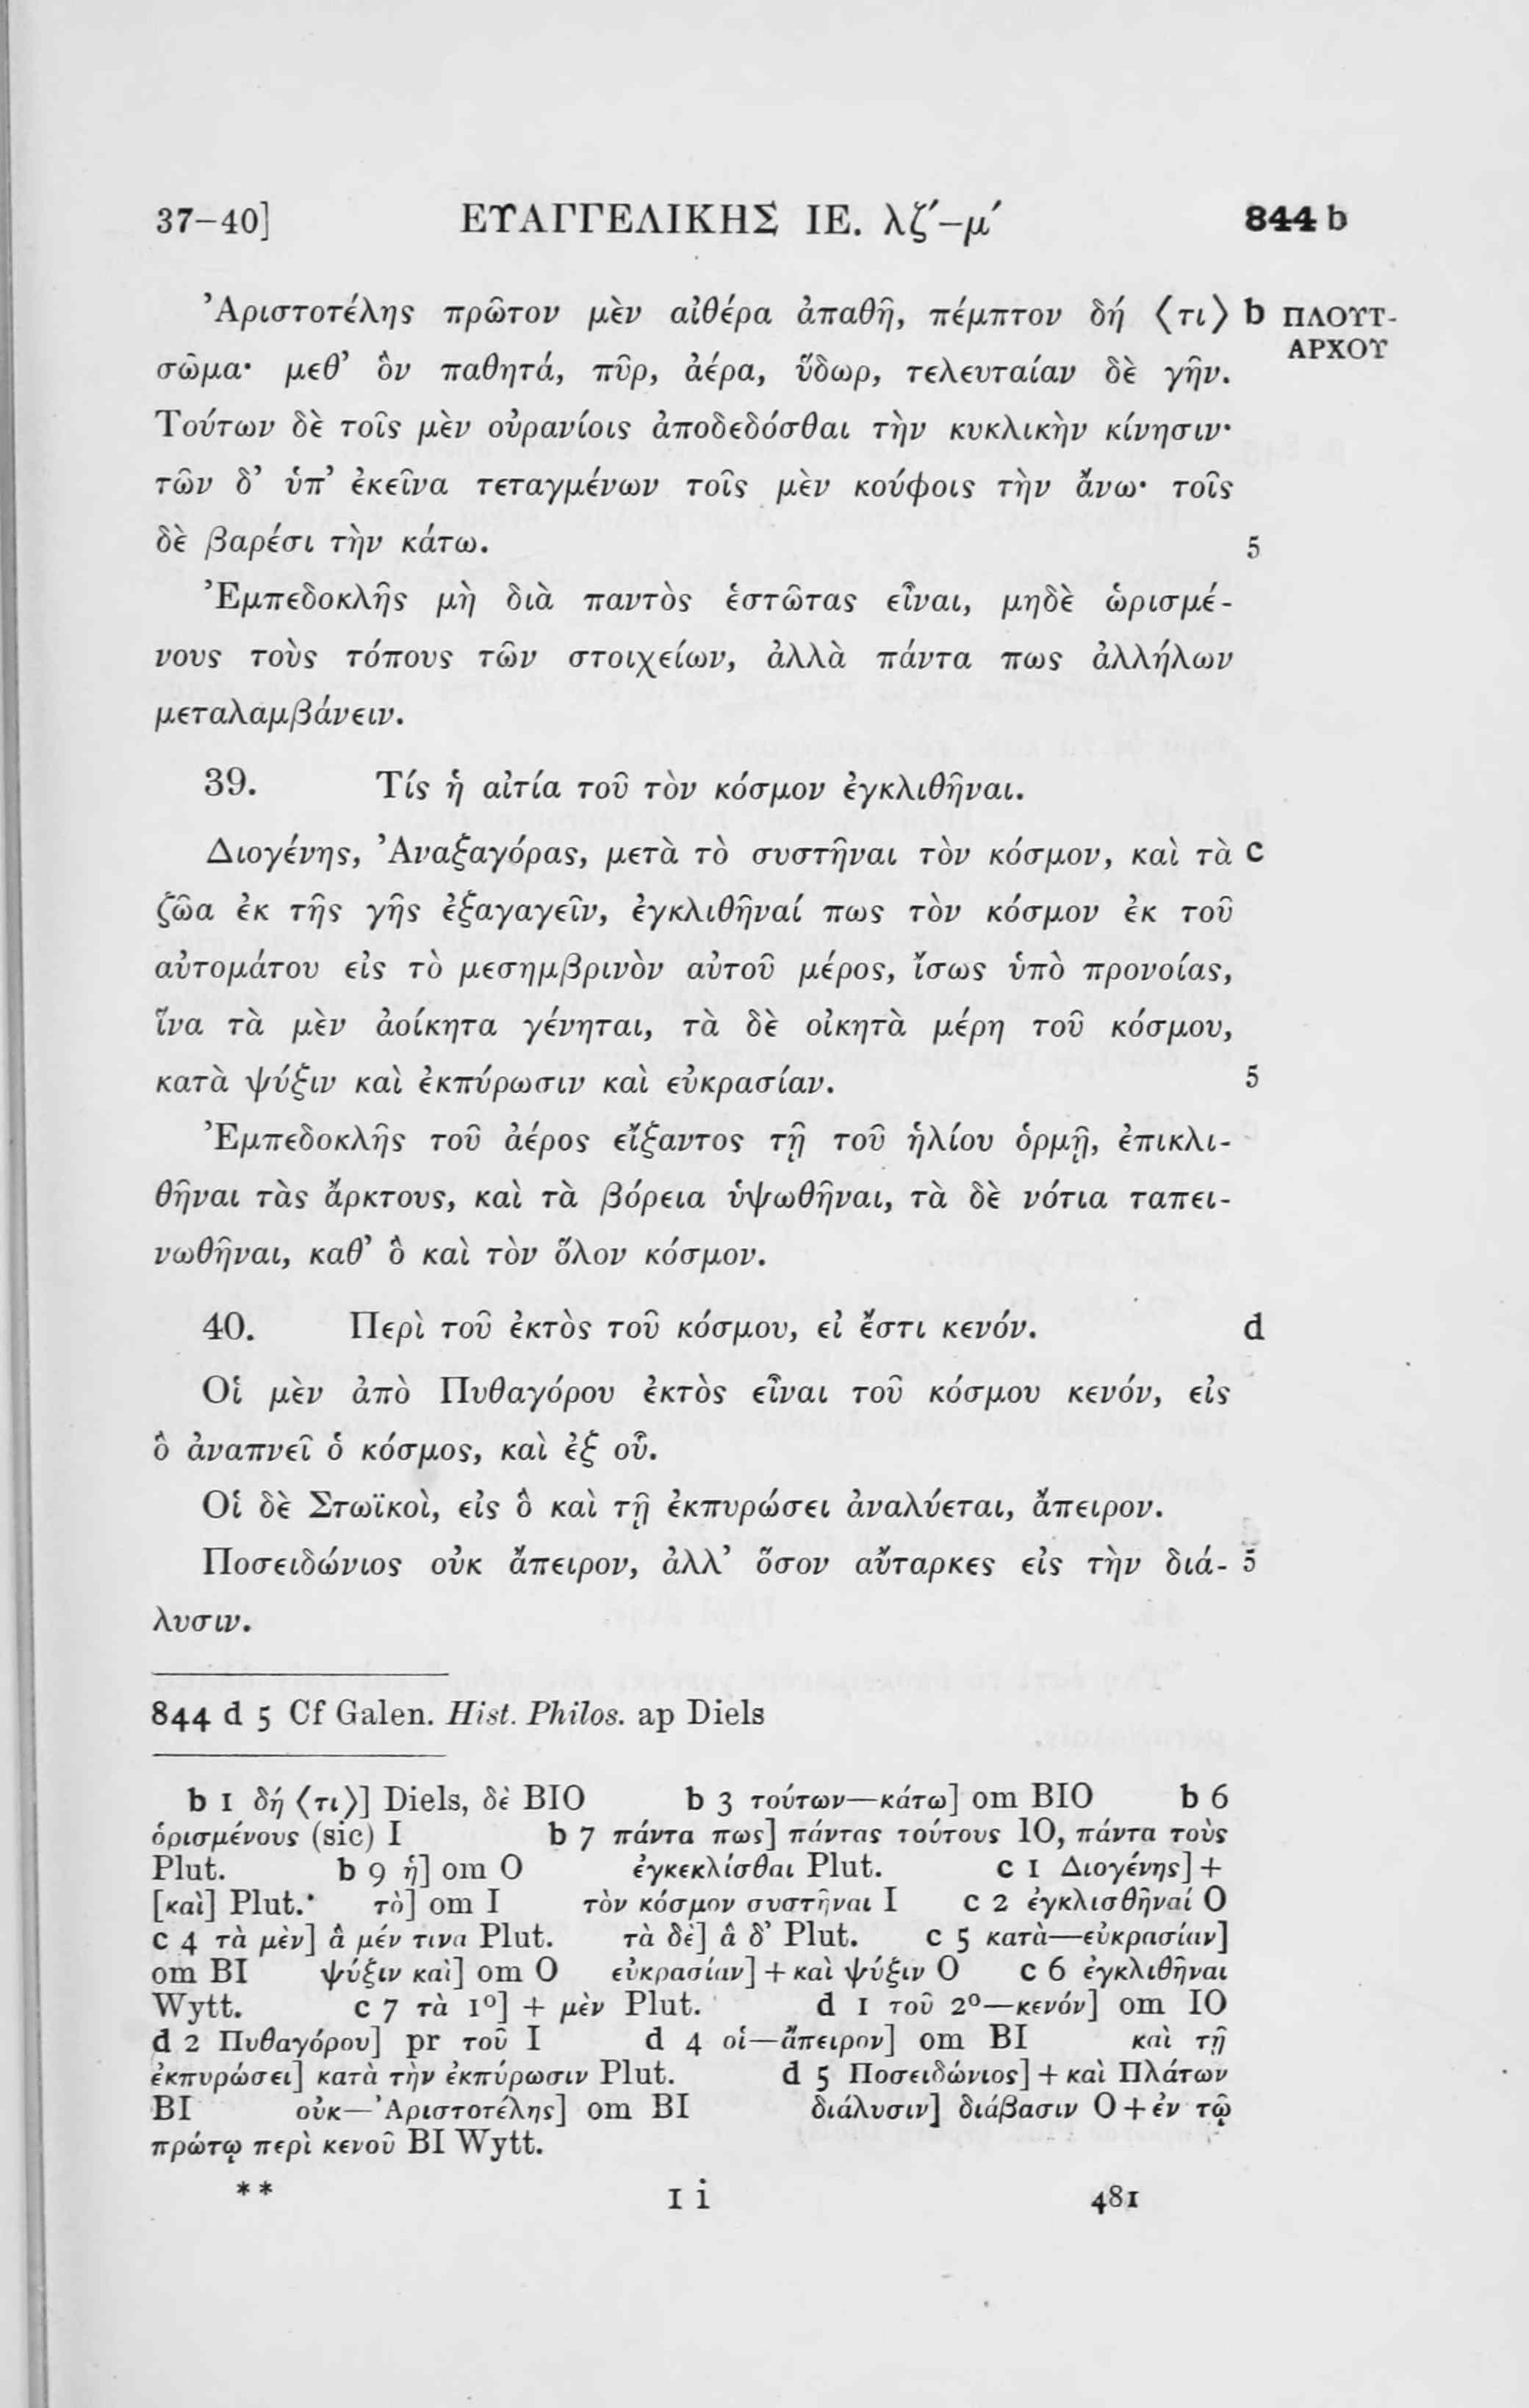 37–40] ΕΥΑΓΓΕΛΙΚΗΣ ΙΕ. λζ′–μ′ 844 b
Ἀριστοτέλης πρῶτον μὲν αἰθέρα ἀπαθῆ, πέμπτον δή ⟨τι⟩ b ΠΛΟΥΤ-
ΑΡΧΟΥ
σῶμα· μεθ’ ὃν παθητά, πῦρ, ἀέρα, ὕδωρ, τελευταίαν δὲ γῆν.
Τούτων δὲ τοῖς μὲν οὐρανίοις ἀποδεδόσθαι τὴν κυκλικὴν κίνησιν·
τῶν δ’ ὑπ’ ἐκεῖνα τεταγμένων τοῖς μὲν κούφοις τὴν ἄνω· τοῖς
δὲ βαρέσι τὴν κάτω. 5
Ἐμπεδοκλῆς μὴ διὰ παντὸς ἑστῶτας εἶναι, μηδὲ ὡρισμέ-
νους τοὺς τόπους τῶν στοιχείων, ἀλλὰ πάντα πως ἀλλήλων
μεταλαμβάνειν.
39. Τίς ἡ αἰτία τοῦ τὸν κόσμον ἐγκλιθῆναι.
Διογένης, Ἀναξαγόρας, μετὰ τὸ συστῆναι τὸν κόσμον, καὶ τὰ c
ζῶα ἐκ τῆς γῆς ἐξαγαγεῖν, ἐγκλιθῆναί πως τὸν κόσμον ἐκ τοῦ
αὐτομάτου εἰς τὸ μεσημβρινὸν αὐτοῦ μέρος, ἴσως ὑπὸ προνοίας,
ἵνα τὰ μὲν ἀοίκητα γένηται, τὰ δὲ οἰκητὰ μέρη τοῦ κόσμου,
κατὰ ψύξιν καὶ ἐκπύρωσιν καὶ εὐκρασίαν. 5
Ἐμπεδοκλῆς τοῦ ἀέρος εἴξαντος τῇ τοῦ ἡλίου ὁρμῇ, ἐπικλι-
θῆναι τὰς ἄρκτους, καὶ τὰ βόρεια ὑψωθῆναι, τὰ δὲ νότια ταπει-
νωθῆναι, καθ’ ὃ καὶ τὸν ὅλον κόσμον.
40. Περὶ τοῦ ἐκτὸς τοῦ κόσμου, εἰ ἔστι κενόν. d
Οἱ μὲν ἀπὸ Πυθαγόρου ἐκτὸς εἶναι τοῦ κόσμου κενόν, εἰς
ὃ ἀναπνεῖ ὁ κόσμος, καὶ ἐξ οὗ.
Οἱ δὲ Στωϊκοὶ, εἰς ὃ καὶ τῇ ἐκπυρώσει ἀναλύεται, ἄπειρον.
Ποσειδώνιος οὐκ ἄπειρον, ἀλλ’ ὅσον αὔταρκες εἰς τὴν διά- 5
λυσιν.
844 d 5 Cf Galen. Hist. Philos. ap Diels
b 1 δή ⟨τι⟩] Diels, δὲ BIO b 3 τούτων—κάτω] om BIO b 6
ὁρισμένους (sic) I b 7 πάντα πως] πάντας τούτους IO, πάντα τοὺς
Plut. b 9 ἡ] om O ἐγκεκλίσθαι Plut. c 1 Διογένης] +
[καὶ] Plut. τὸ] om I τὸν κόσμον συστῆναι I c 2 ἐγκλισθῆναί O
c 4 τὰ μὲν] ἃ μέν τινα Plut. τὰ δὲ] ἃ δ’ Plut. c 5 κατὰ—εὐκρασίαν]
om BI ψύξιν καὶ] om O εὐκρασίαν] + καὶ ψύξιν O c 6 ἐγκλιθῆναι
Wytt. c 7 τὰ 1º] + μὲν Plut. d 1 τοῦ 2º—κενόν] om IO
d 2 Πυθαγόρου] pr τοῦ I d 4 οἱ—ἄπειρον] om BI καὶ τῇ
ἐκπυρώσει] κατὰ τὴν ἐκπύρωσιν Plut. d 5 Ποσειδώνιος] + καὶ Πλάτων
BI οὐκ—Ἀριστοτέλης] om BI διάλυσιν] διάβασιν O + ἐν τῷ
πρώτῳ περὶ κενοῦ BI Wytt.
** I i 481